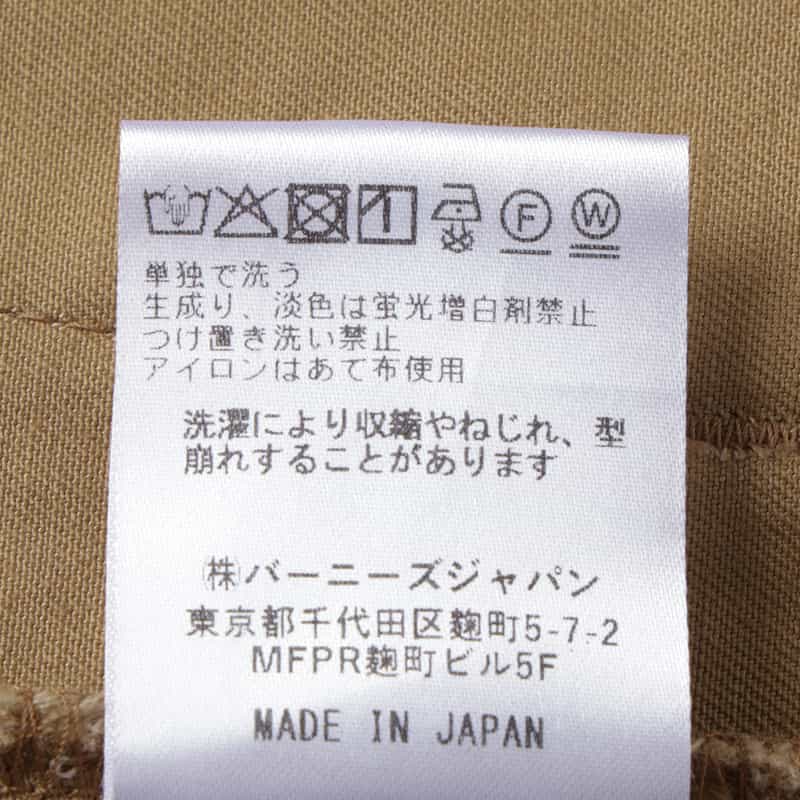 F W
単独で洗う
生成り、淡色は蛍光増白剤禁止
つけ置き洗い禁止
アイロンはあて布使用
洗濯により収縮やねじれ、型
崩れすることがあります
㈱バーニーズジャパン
東京都千代田区麹町5-7-2
MFPR麹町ビル5F
MADE IN JAPAN